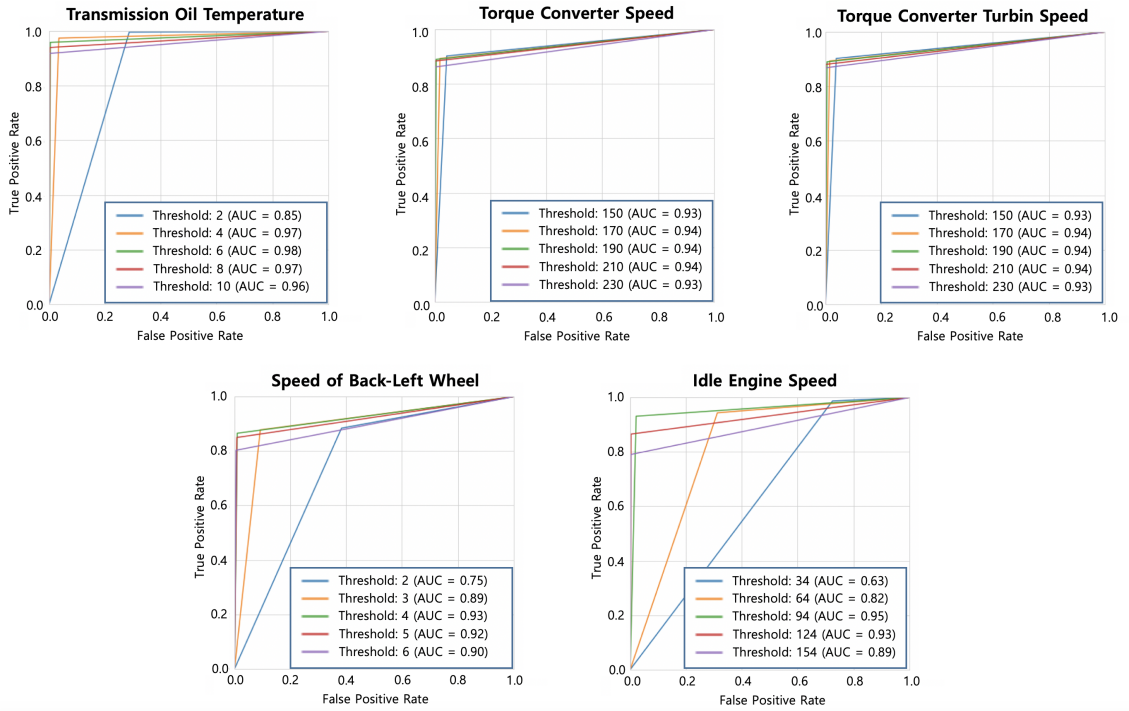 Transmission Oil Temperature
1.0
0.8
0.6
0.4
0.2
0.0
True Positive Rate
Threshold: 2 (AUC = 0.85)
Threshold: 4 (AUC = 0.97)
Threshold: 6 (AUC = 0.98)
Threshold: 8 (AUC = 0.97)
Threshold: 10 (AUC = 0.96)
0.0 0.2 0.4 0.6 0.8 1.0
False Positive Rate
Torque Converter Speed
1.0
0.8
0.6
0.4
0.2
0.0
True Positive Rate
Threshold: 150 (AUC = 0.93)
Threshold: 170 (AUC = 0.94)
Threshold: 190 (AUC = 0.94)
Threshold: 210 (AUC = 0.94)
Threshold: 230 (AUC = 0.93)
0.0 0.2 0.4 0.6 0.8 1.0
False Positive Rate
Torque Converter Turbin Speed
1.0
0.8
0.6
0.4
0.2
0.0
True Positive Rate
Threshold: 150 (AUC = 0.93)
Threshold: 170 (AUC = 0.94)
Threshold: 190 (AUC = 0.94)
Threshold: 210 (AUC = 0.94)
Threshold: 230 (AUC = 0.93)
0.0 0.2 0.4 0.6 0.8 1.0
False Positive Rate
Speed of Back-Left Wheel
1.0
0.8
0.6
0.4
0.2
0.0
True Positive Rate
Threshold: 2 (AUC = 0.75)
Threshold: 3 (AUC = 0.89)
Threshold: 4 (AUC = 0.93)
Threshold: 5 (AUC = 0.92)
Threshold: 6 (AUC = 0.90)
0.0 0.2 0.4 0.6 0.8 1.0
False Positive Rate
Idle Engine Speed
1.0
0.8
0.6
0.4
0.2
0.0
True Positive Rate
Threshold: 34 (AUC = 0.63)
Threshold: 64 (AUC = 0.82)
Threshold: 94 (AUC = 0.95)
Threshold: 124 (AUC = 0.93)
Threshold: 154 (AUC = 0.89)
0.0 0.2 0.4 0.6 0.8 1.0
False Positive Rate